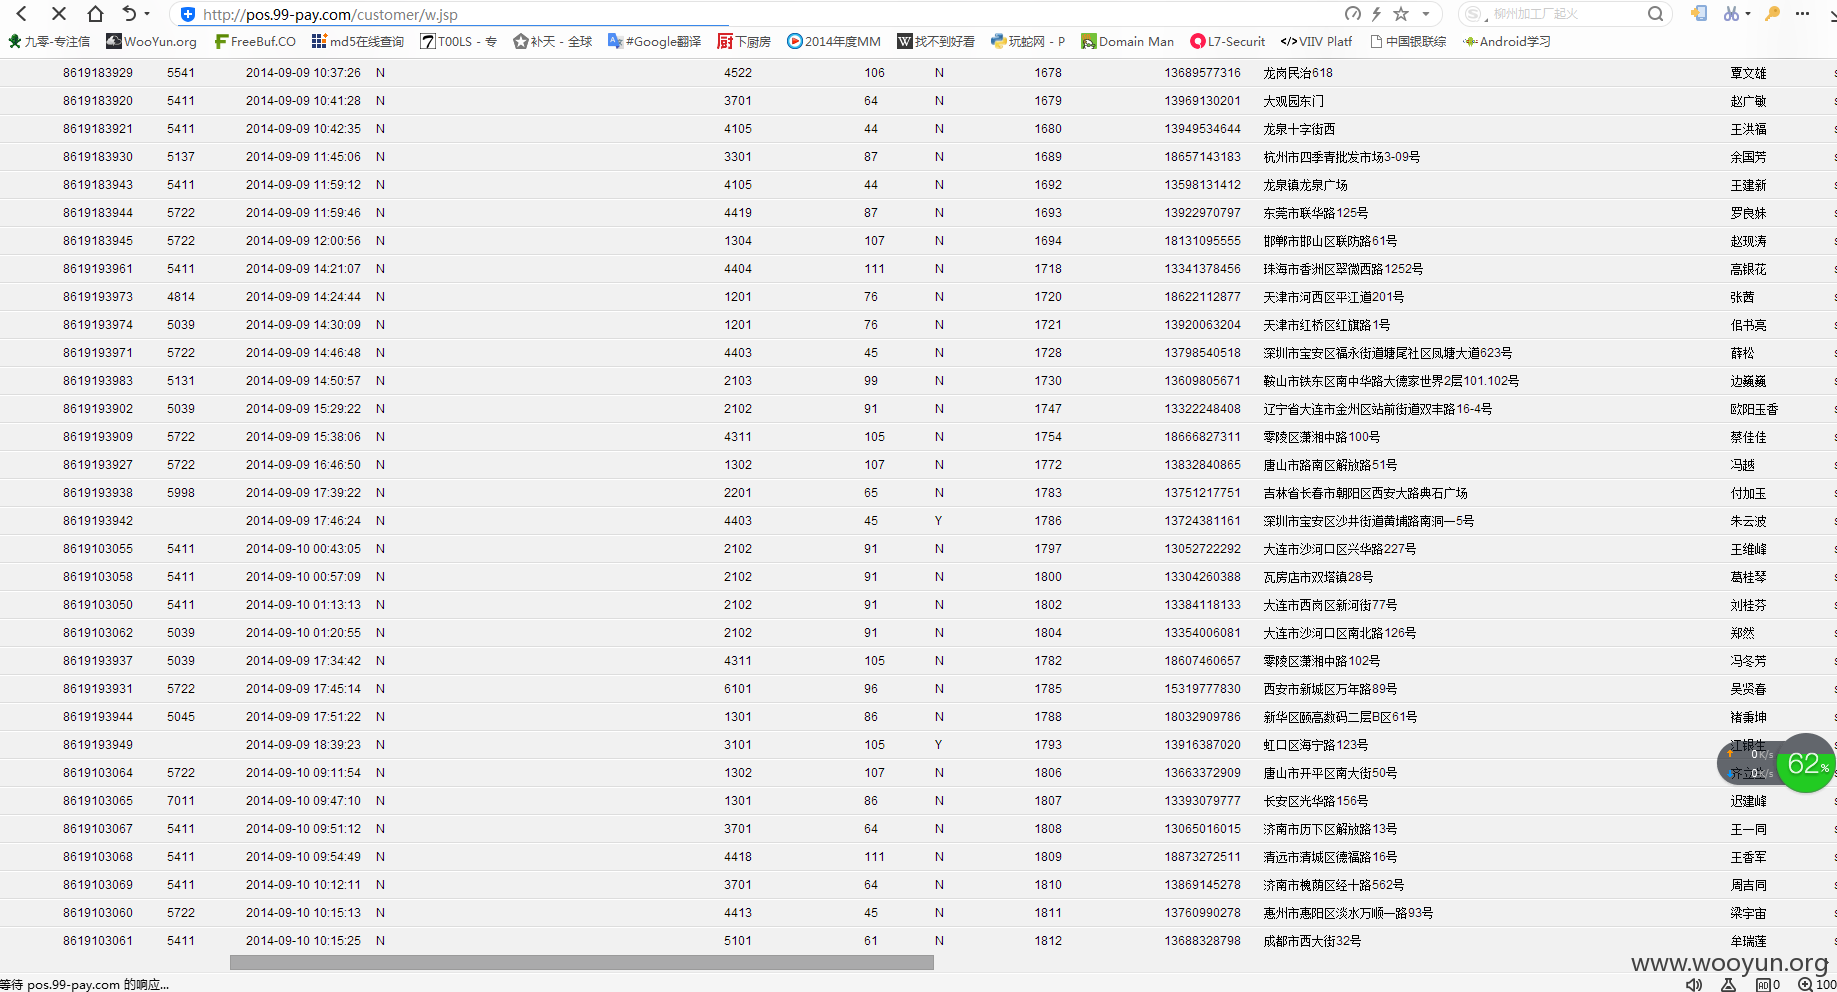 http://pos.99-pay.com/customer/w.jsp 柳州加工厂起火
九零-专注信 WooYun.org FreeBuf.CO md5在线查询 T00LS - 专 补天 - 全球 #Google翻译 下厨房 2014年度MM 找不到好看 玩蛇网 - P Domain Man L7-Securit VIIV Platf 中国银联综 Android学习
8619183929 5541 2014-09-09 10:37:26 N 4522 106 N 1678 13689577316 龙岗民治618 覃文雄
8619183920 5411 2014-09-09 10:41:28 N 3701 64 N 1679 13969130201 大观园东门 赵广敏
8619183921 5411 2014-09-09 10:42:35 N 4105 44 N 1680 13949534644 龙泉十字街西 王洪福
8619183930 5137 2014-09-09 11:45:06 N 3301 87 N 1689 18657143183 杭州市四季青批发市场3-09号 余国芳
8619183943 5411 2014-09-09 11:59:12 N 4105 44 N 1692 13598131412 龙泉镇龙泉广场 王建新
8619183944 5722 2014-09-09 11:59:46 N 4419 87 N 1693 13922970797 东莞市联华路125号 罗良妹
8619183945 5722 2014-09-09 12:00:56 N 1304 107 N 1694 18131095555 邯郸市邯山区联防路61号 赵现涛
8619193961 5411 2014-09-09 14:21:07 N 4404 111 N 1718 13341378456 珠海市香洲区翠微西路1252号 高银花
8619193973 4814 2014-09-09 14:24:44 N 1201 76 N 1720 18622112877 天津市河西区平江道201号 张茜
8619193974 5039 2014-09-09 14:30:09 N 1201 76 N 1721 13920063204 天津市红桥区红旗路1号 佀书亮
8619193971 5722 2014-09-09 14:46:48 N 4403 45 N 1728 13798540518 深圳市宝安区福永街道塘尾社区凤塘大道623号 薛松
8619193983 5131 2014-09-09 14:50:57 N 2103 99 N 1730 13609805671 鞍山市铁东区南中华路大德家世界2层101.102号 边巍巍
8619193902 5039 2014-09-09 15:29:22 N 2102 91 N 1747 13322248408 辽宁省大连市金州区站前街道双丰路16-4号 欧阳玉香
8619193909 5722 2014-09-09 15:38:06 N 4311 105 N 1754 18666827311 零陵区潇湘中路100号 蔡佳佳
8619193927 5722 2014-09-09 16:46:50 N 1302 107 N 1772 13832840865 唐山市路南区解放路51号 冯越
8619193938 5998 2014-09-09 17:39:22 N 2201 65 N 1783 13751217751 吉林省长春市朝阳区西安大路典石广场 付加玉
8619193942 2014-09-09 17:46:24 N 4403 45 Y 1786 13724381161 深圳市宝安区沙井街道黄埔路南洞一5号 朱云波
8619103055 5411 2014-09-10 00:43:05 N 2102 91 N 1797 13052722292 大连市沙河口区兴华路227号 王维峰
8619103058 5411 2014-09-10 00:57:09 N 2102 91 N 1800 13304260388 瓦房店市双塔镇28号 葛桂琴
8619103050 5411 2014-09-10 01:13:13 N 2102 91 N 1802 13384118133 大连市西岗区新河街77号 刘桂芬
8619103062 5039 2014-09-10 01:20:55 N 2102 91 N 1804 13354006081 大连市沙河口区南北路126号 郑然
8619193937 5039 2014-09-09 17:34:42 N 4311 105 N 1782 18607460657 零陵区潇湘中路102号 冯冬芳
8619193931 5722 2014-09-09 17:45:14 N 6101 96 N 1785 15319777830 西安市新城区万年路89号 吴贤春
8619193944 5045 2014-09-09 17:51:22 N 1301 86 N 1788 18032909786 新华区颐高数码二层B区61号 褚秉坤
8619193949 2014-09-09 18:39:23 N 3101 105 Y 1793 13916387020 虹口区海宁路123号 江银生
8619103064 5722 2014-09-10 09:11:54 N 1302 107 N 1806 13663372909 唐山市开平区南大街50号
8619103065 7011 2014-09-10 09:47:10 N 1301 86 N 1807 13393079777 长安区光华路156号 迟建峰
8619103067 5411 2014-09-10 09:51:12 N 3701 64 N 1808 13065016015 济南市历下区解放路13号 王一同
8619103068 5411 2014-09-10 09:54:49 N 4418 111 N 1809 18873272511 清远市清城区德福路16号 王香军
8619103069 5411 2014-09-10 10:12:11 N 3701 64 N 1810 13869145278 济南市槐荫区经十路562号 周吉同
8619103060 5722 2014-09-10 10:15:13 N 4413 45 N 1811 13760990278 惠州市惠阳区淡水万顺一路93号 梁宇宙
8619103061 5411 2014-09-10 10:15:25 N 5101 61 N 1812 13688328798 成都市西大街32号 牟瑞莲
0K/s
0K/s
62%
www.wooyun.org
等待 pos.99-pay.com 的响应... 0 100